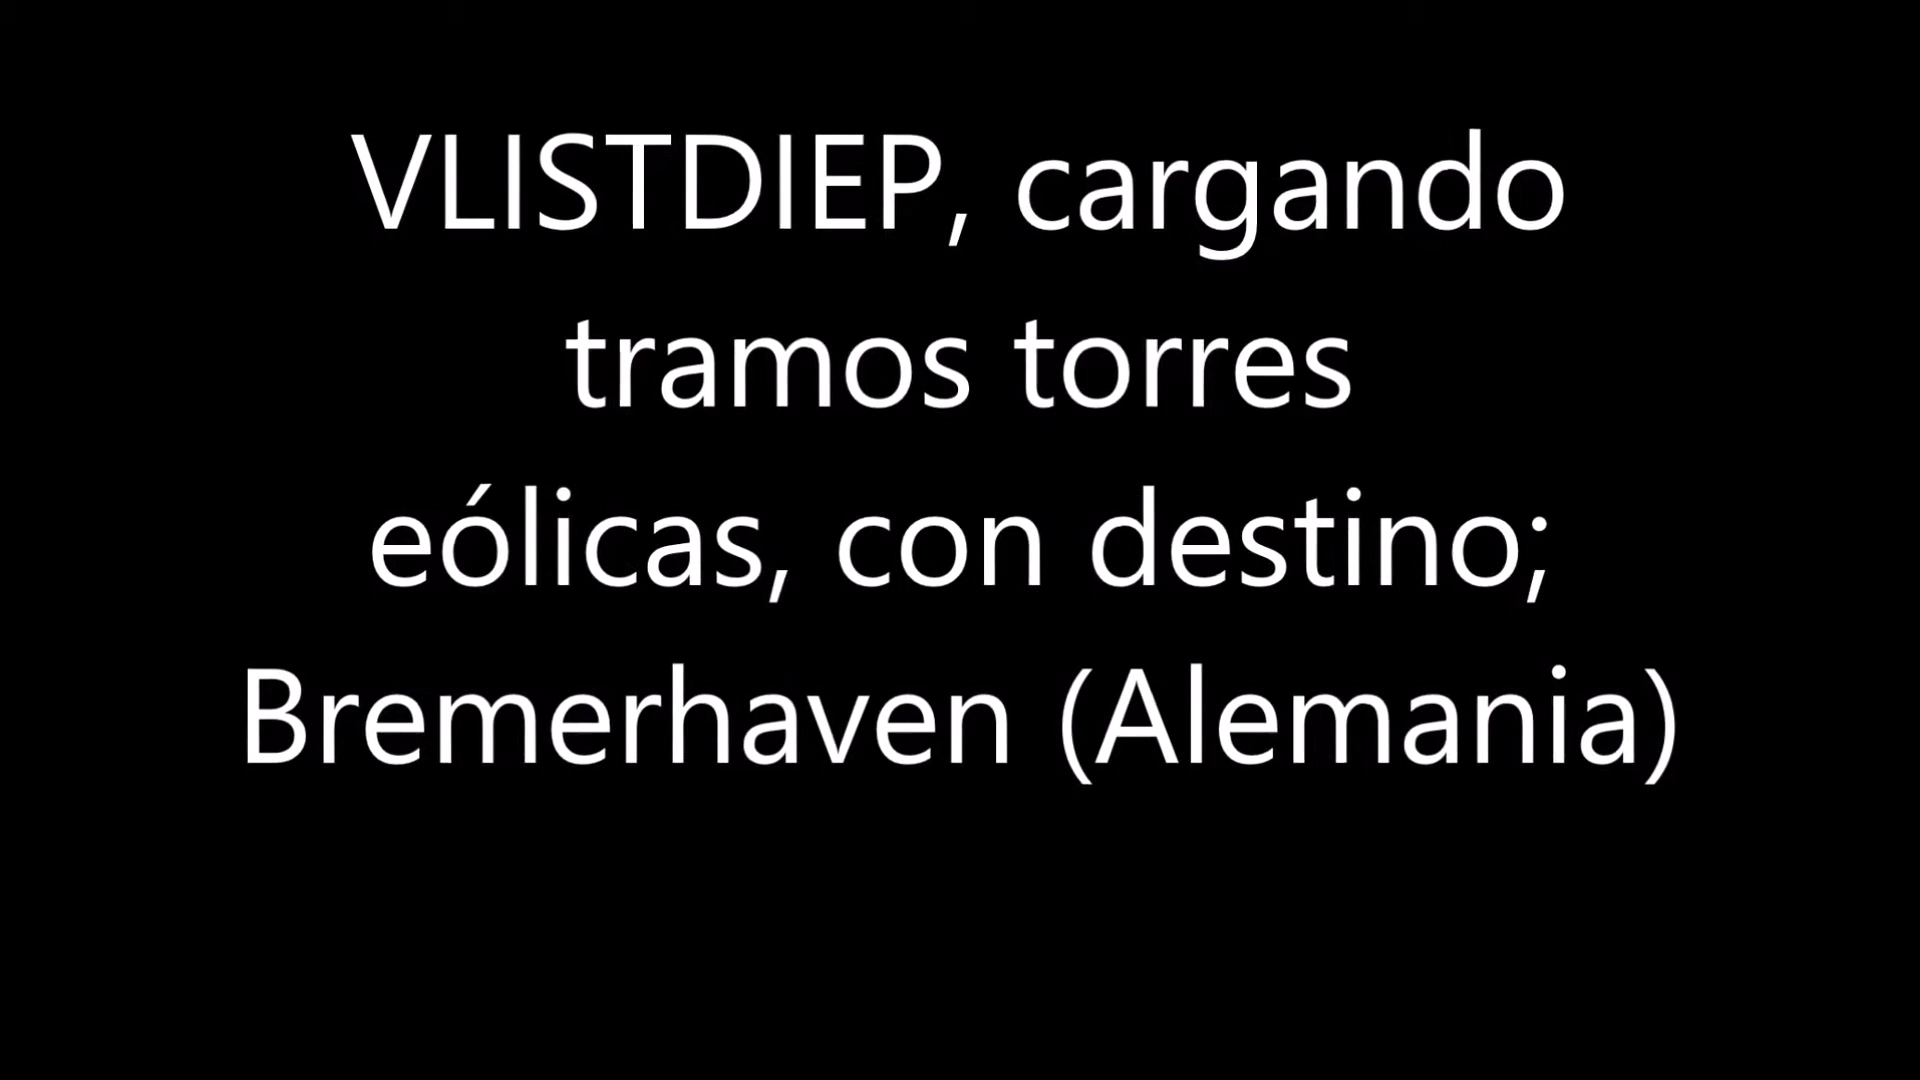 VLISTDIEP, cargando
tramos torres
eólicas, con destino;
Bremerhaven (Alemania)